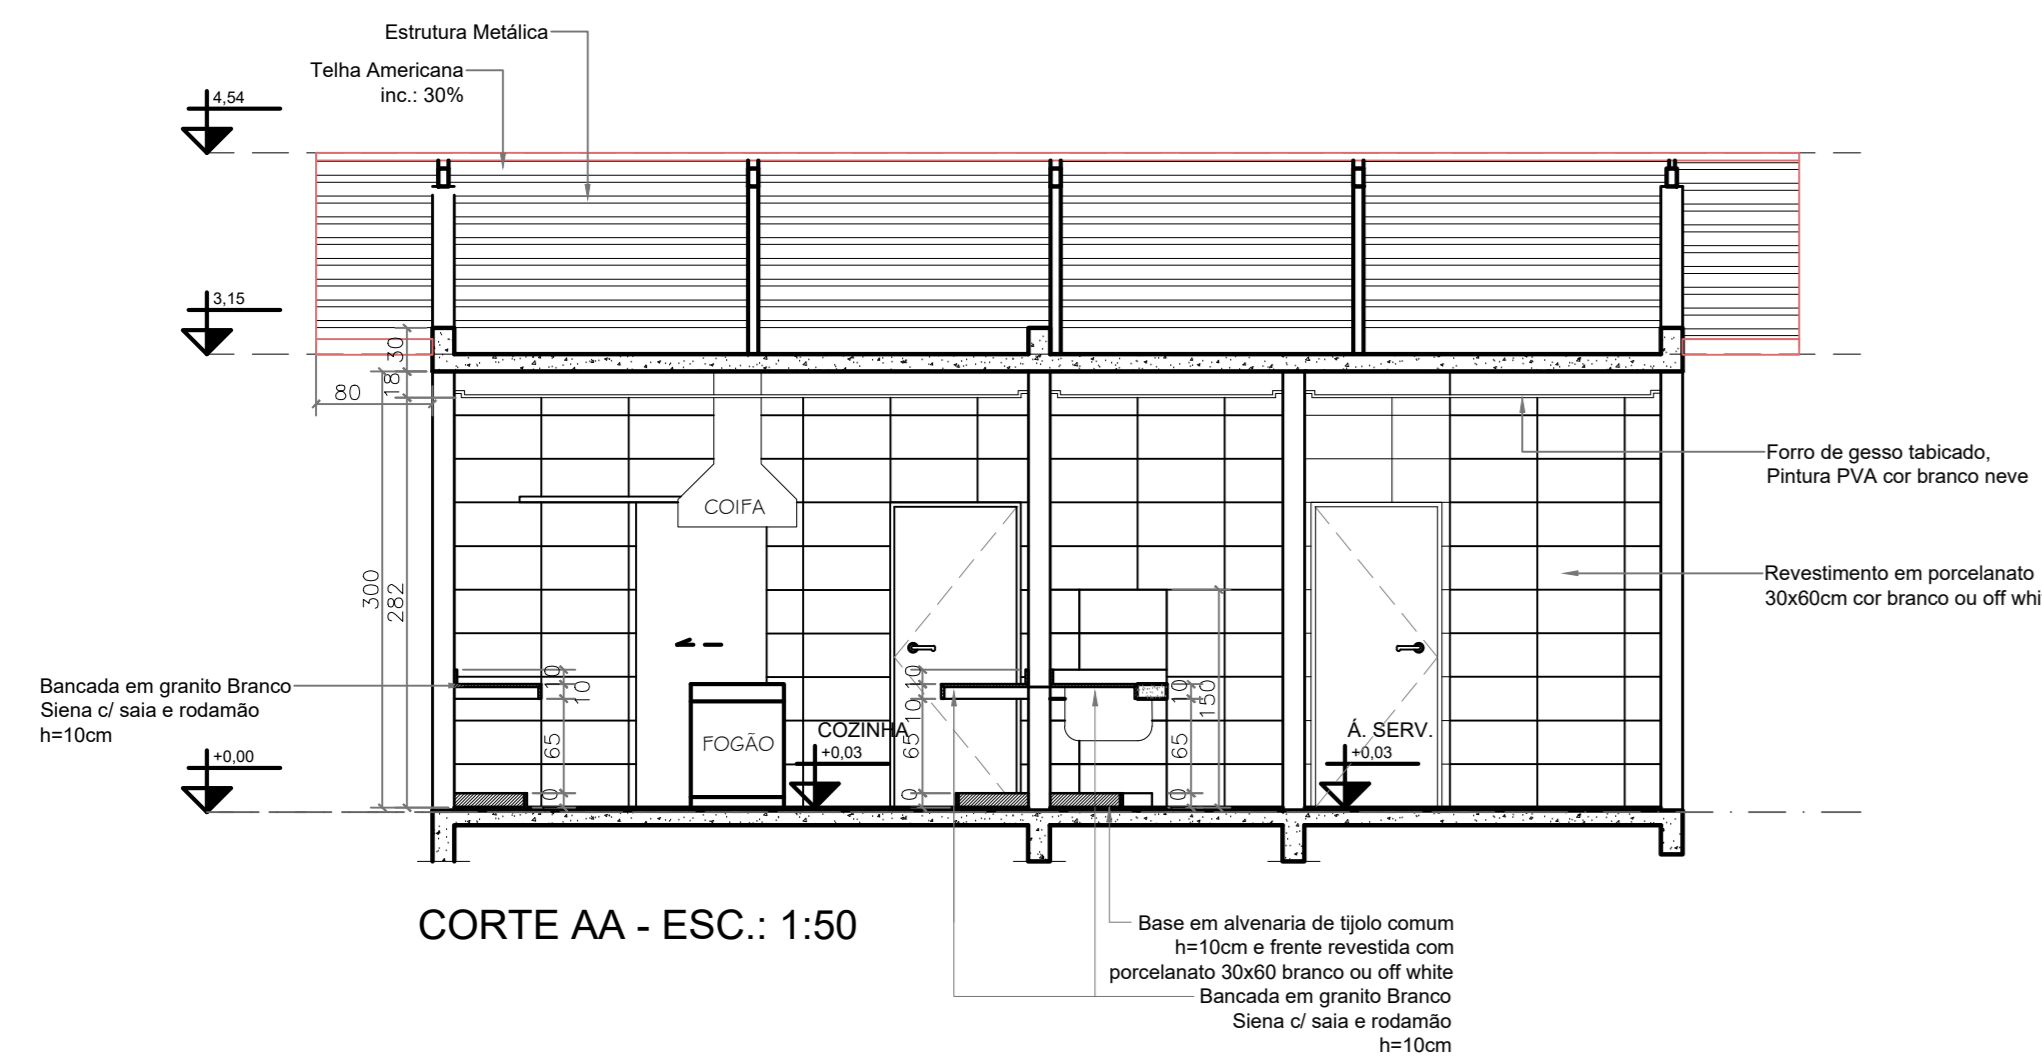 Estrutura Metálica
Telha Americana
inc.: 30%
4,54
3,15
30
18
80
300
282
COIFA
Forro de gesso tabicado,
Pintura PVA cor branco neve
Revestimento em porcelanato
30x60cm cor branco ou off whi
Bancada em granito Branco
Siena c/ saia e rodamão
h=10cm
10
10
65
0
10
10
65
0
10
65
0
150
FOGÃO
COZINHA
+0,03
Á. SERV.
+0,03
+0,00
CORTE AA - ESC.: 1:50
Base em alvenaria de tijolo comum
h=10cm e frente revestida com
porcelanato 30x60 branco ou off white
Bancada em granito Branco
Siena c/ saia e rodamão
h=10cm